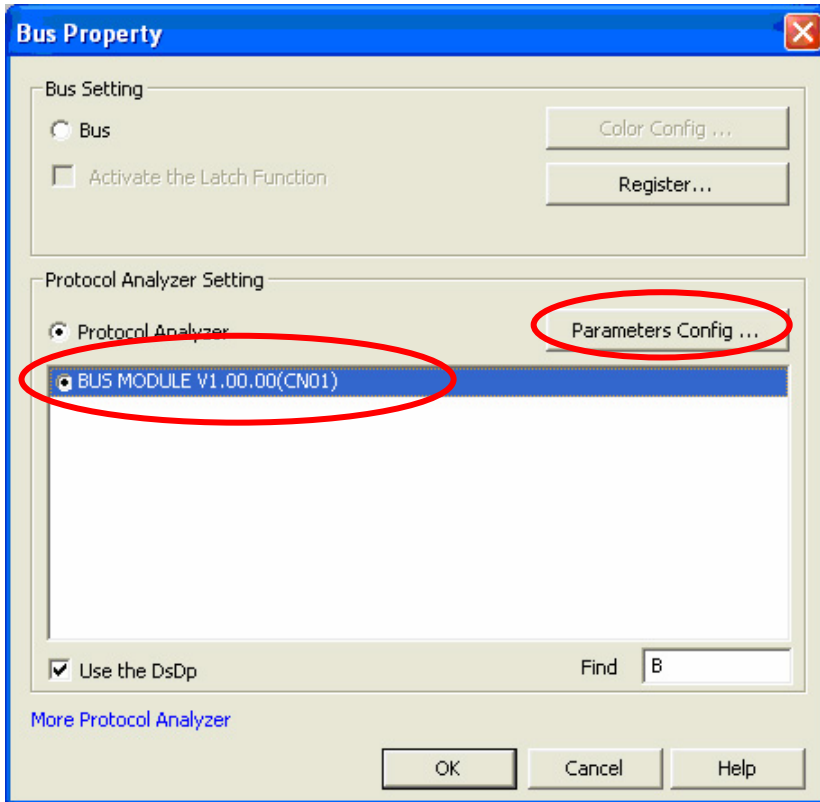 Bus Property
Bus Setting
Bus
Color Config ...
Activate the Latch Function
Register...
Protocol Analyzer Setting
Protocol Analyzer
Parameters Config ...
BUS MODULE V1.00.00(CN01)
Use the DsDp
Find
B
More Protocol Analyzer
OK
Cancel
Help